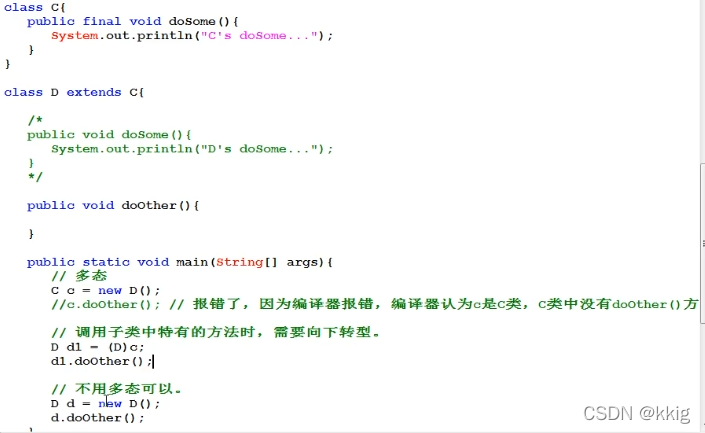 class C{
public final void doSome(){
System.out.println("C's doSome...");
}
}
class D extends C{
/*
public void doSome(){
System.out.println("D's doSome...");
}
*/
public void doOther(){
}
public static void main(String[] args){
// 多态
C c = new D();
//c.doOther(); // 报错了，因为编译器报错，编译器认为c是C类，C类中没有doOther()方
// 调用子类中特有的方法时，需要向下转型。
D d1 = (D)c;
d1.doOther();
// 不用多态可以。
D d = new D();
d.doOther();
CSDN @kkig